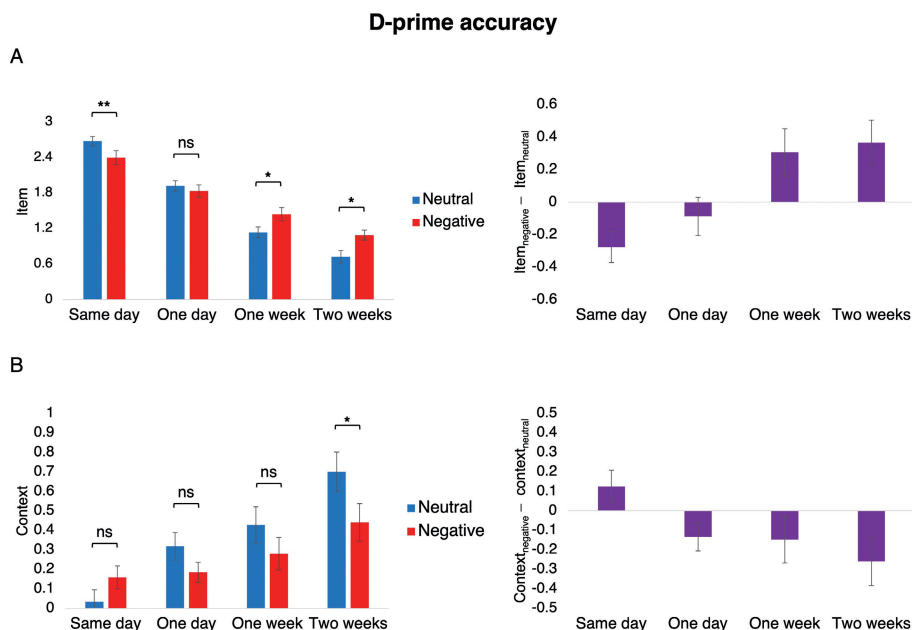 D-prime accuracy
A
Item
3
2.4
1.8
1.2
0.6
0
**
ns
*
*
Same day One day One week Two weeks
Neutral
Negative
Itemnegative – Itemneutral
0.6
0.4
0.2
0
-0.2
-0.4
-0.6
Same day One day One week Two weeks
B
Context
1
0.9
0.8
0.7
0.6
0.5
0.4
0.3
0.2
0.1
0
ns
ns
ns
*
Same day One day One week Two weeks
Neutral
Negative
Contextnegative – contextneutral
0.5
0.4
0.3
0.2
0.1
0
-0.1
-0.2
-0.3
-0.4
-0.5
Same day One day One week Two weeks